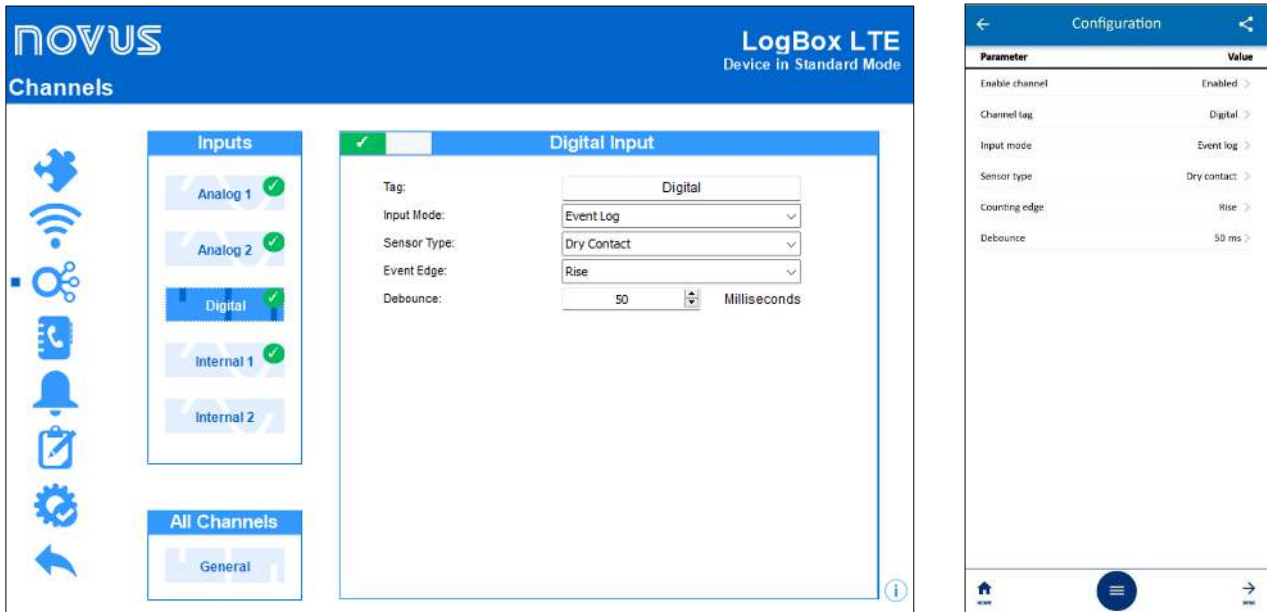 NOVUS
LogBox LTE
Device in Standard Mode
Channels
Inputs
Analog 1
Analog 2
Digital
Internal 1
Internal 2
All Channels
General
Digital Input
Tag: Digital
Input Mode: Event Log
Sensor Type: Dry Contact
Event Edge: Rise
Debounce: 50 Milliseconds
Configuration
Parameter Value
Enable channel Enabled
Channel tag Digital
Input mode Event log
Sensor type Dry contact
Counting edge Rise
Debounce 50 ms
HOME
SEND